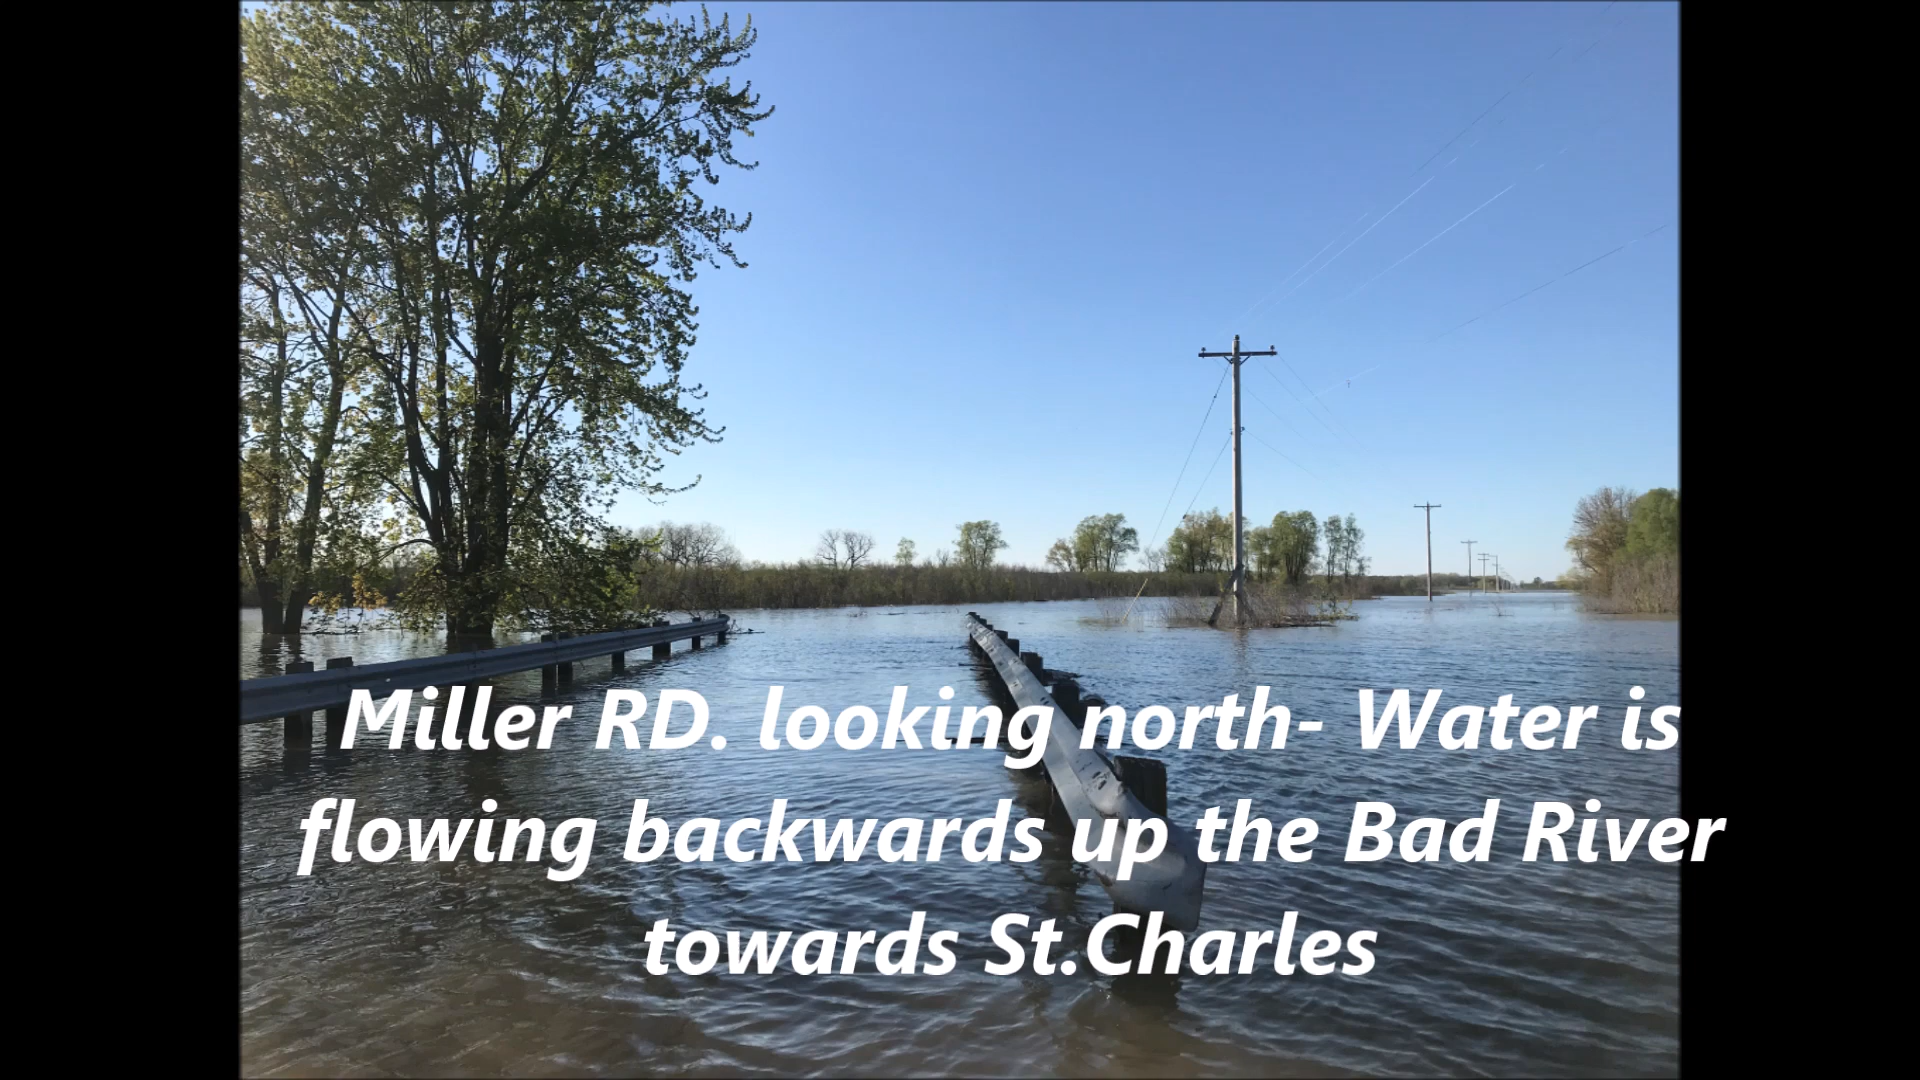 Miller RD. looking north- Water is
flowing backwards up the Bad River
towards St.Charles